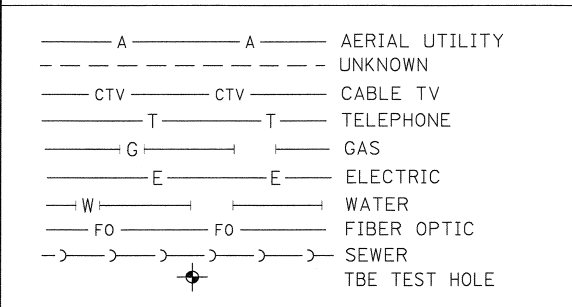 A A AERIAL UTILITY
UNKNOWN
CTV CTV CABLE TV
T T TELEPHONE
G GAS
E E ELECTRIC
W WATER
FO FO FIBER OPTIC
SEWER
TBE TEST HOLE